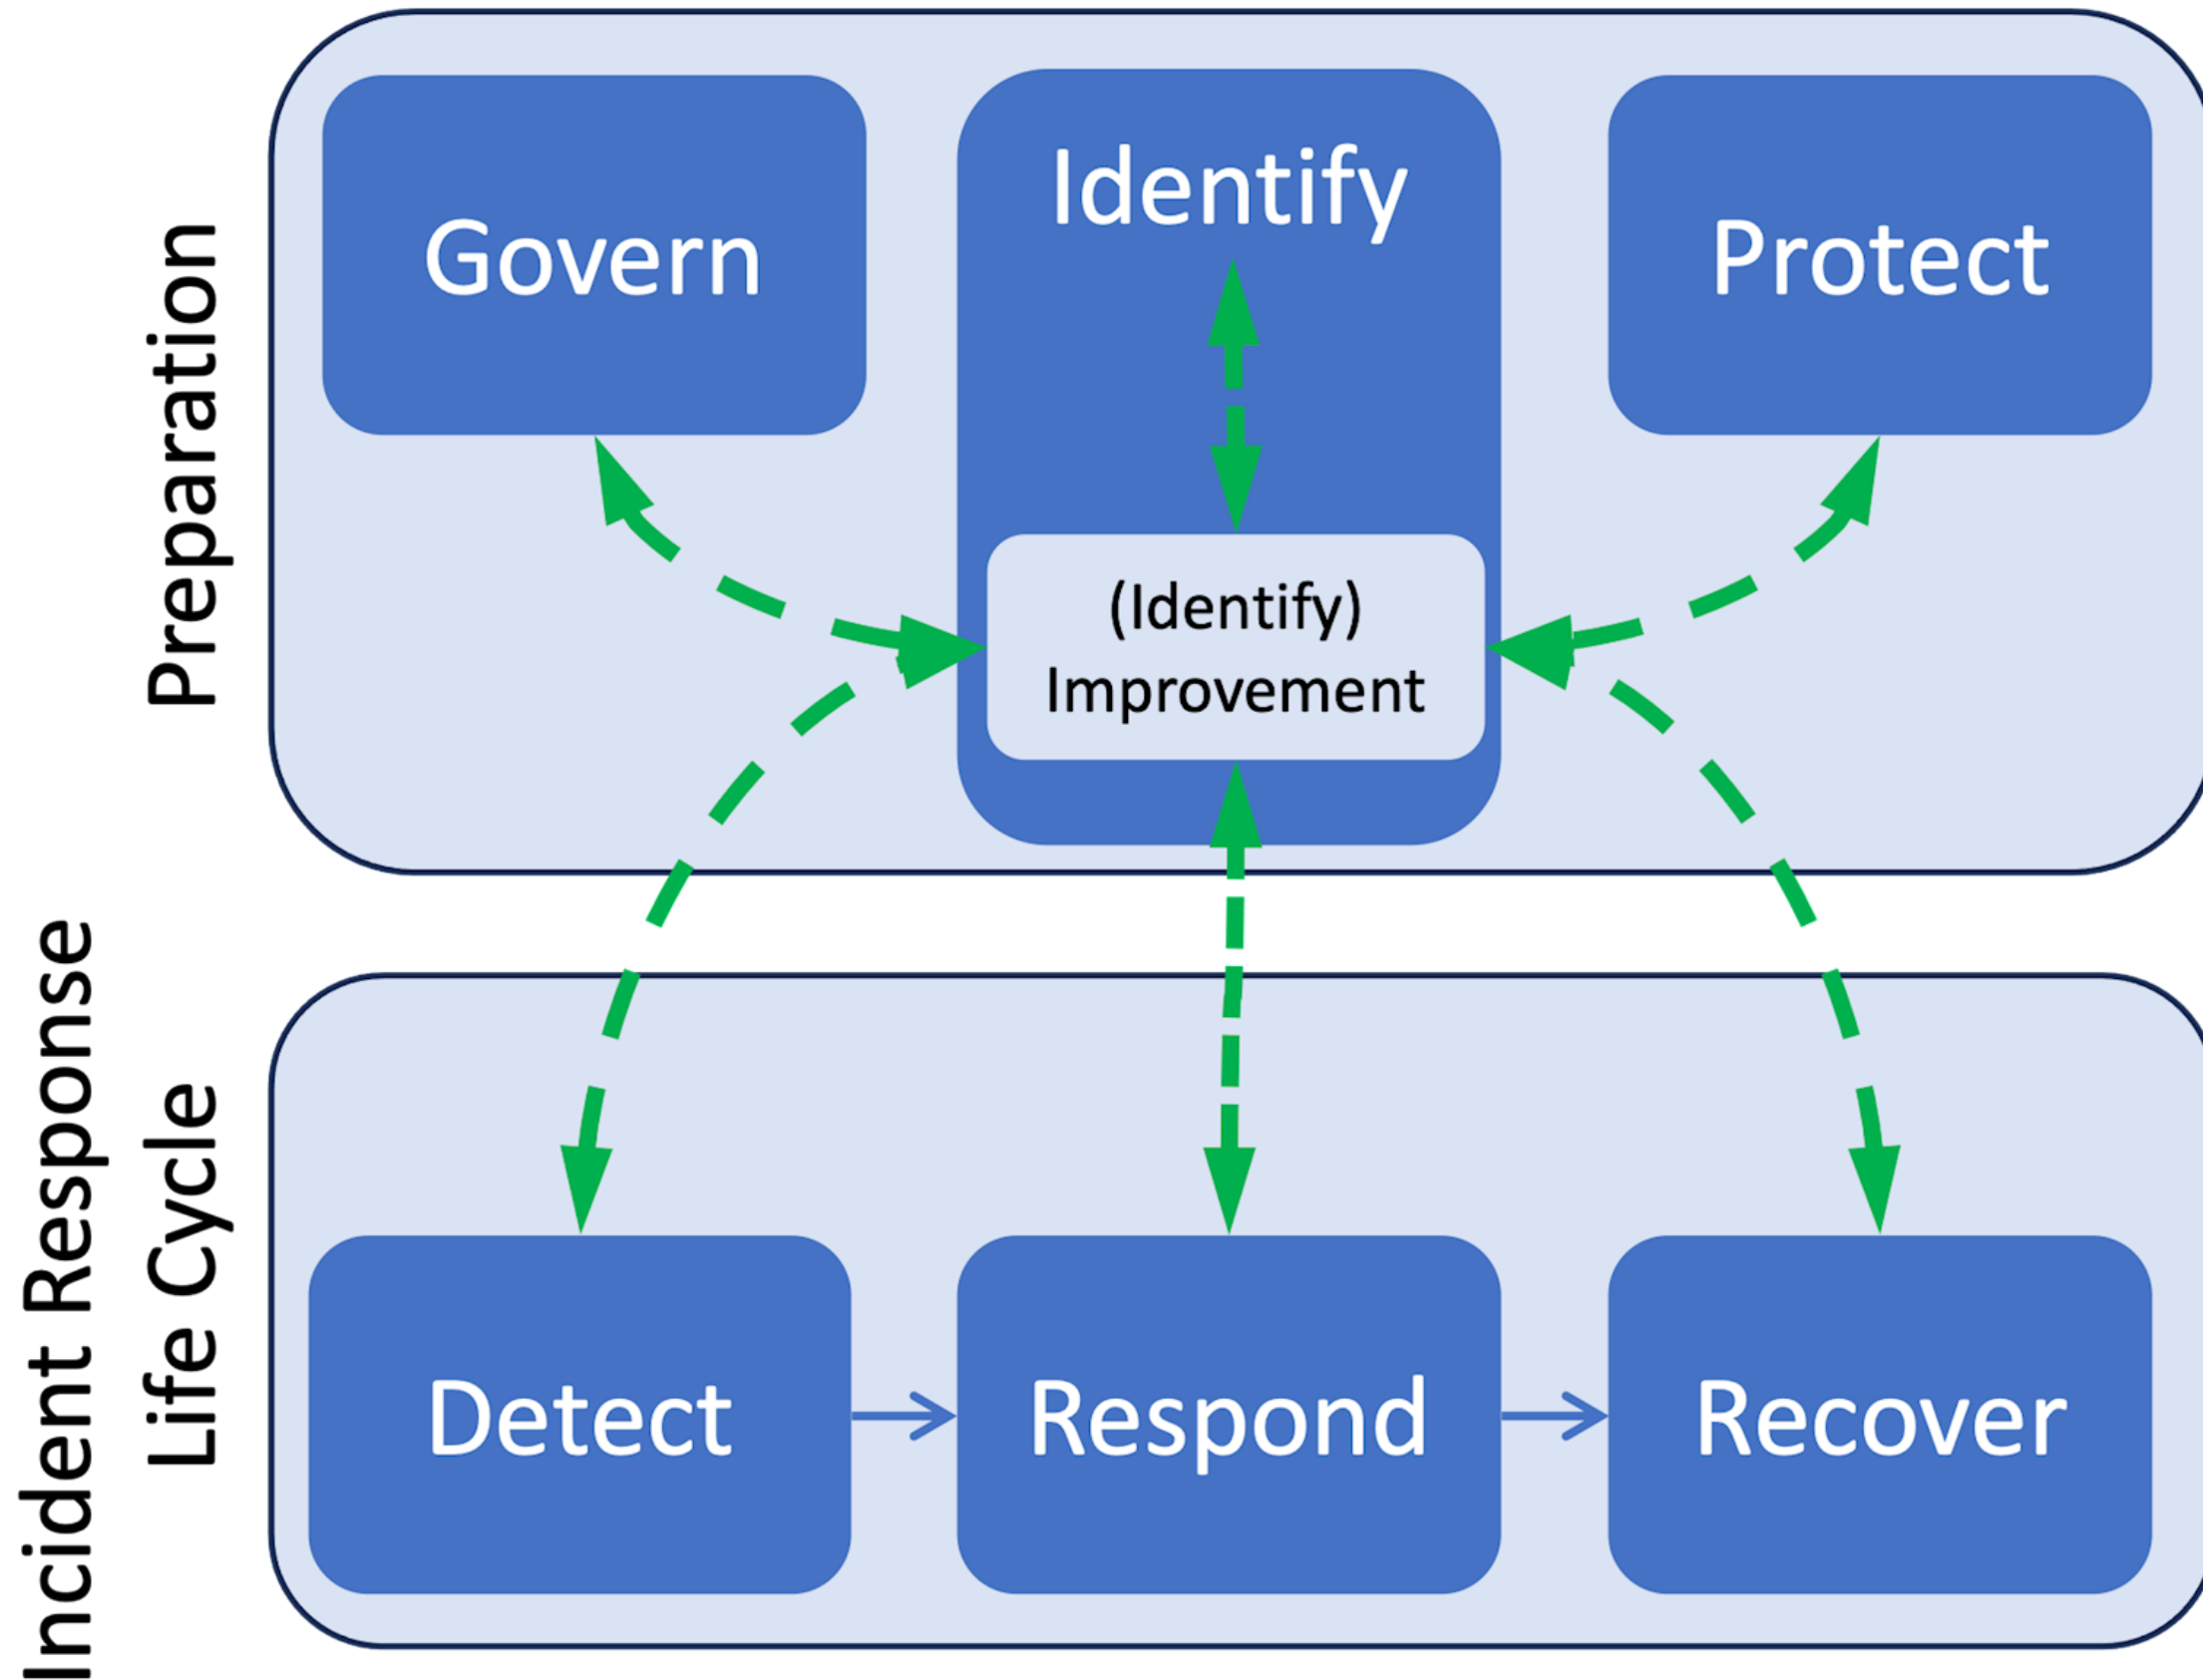 Preparation
Govern
Identify
Protect
(Identify)
Improvement
Incident Response
Life Cycle
Detect
Respond
Recover